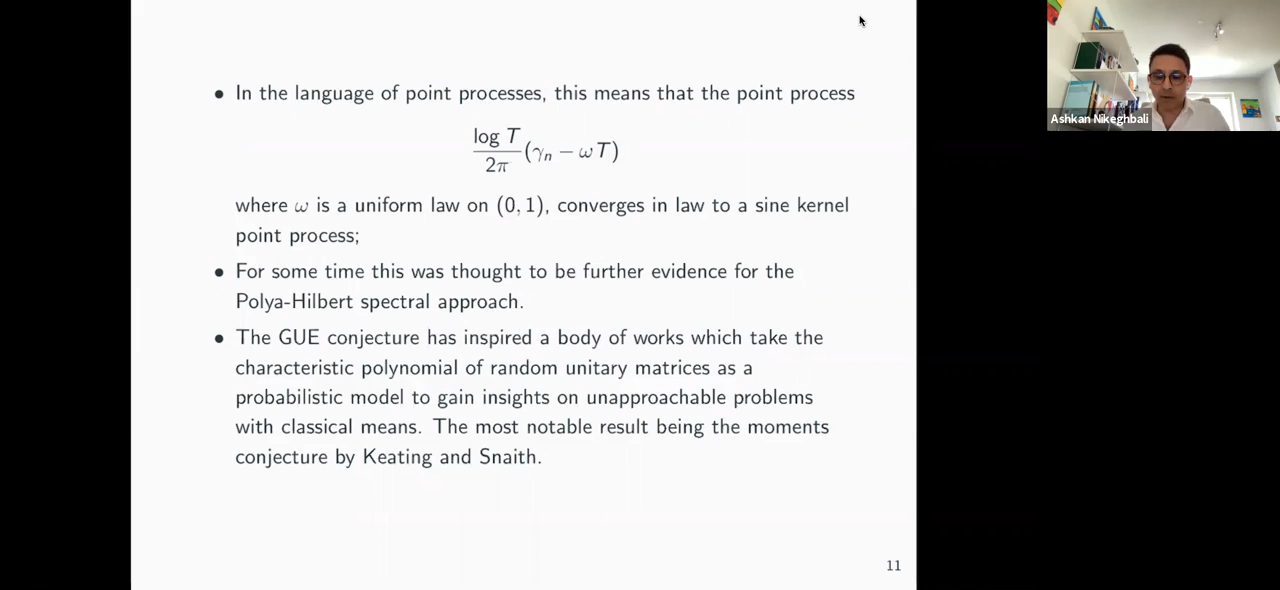 • In the language of point processes, this means that the point process
log T
2π
(γₙ − ωT)
where ω is a uniform law on (0, 1), converges in law to a sine kernel
point process;
• For some time this was thought to be further evidence for the
Polya-Hilbert spectral approach.
• The GUE conjecture has inspired a body of works which take the
characteristic polynomial of random unitary matrices as a
probabilistic model to gain insights on unapproachable problems
with classical means. The most notable result being the moments
conjecture by Keating and Snaith.
11
Ashkan Nikeghbali